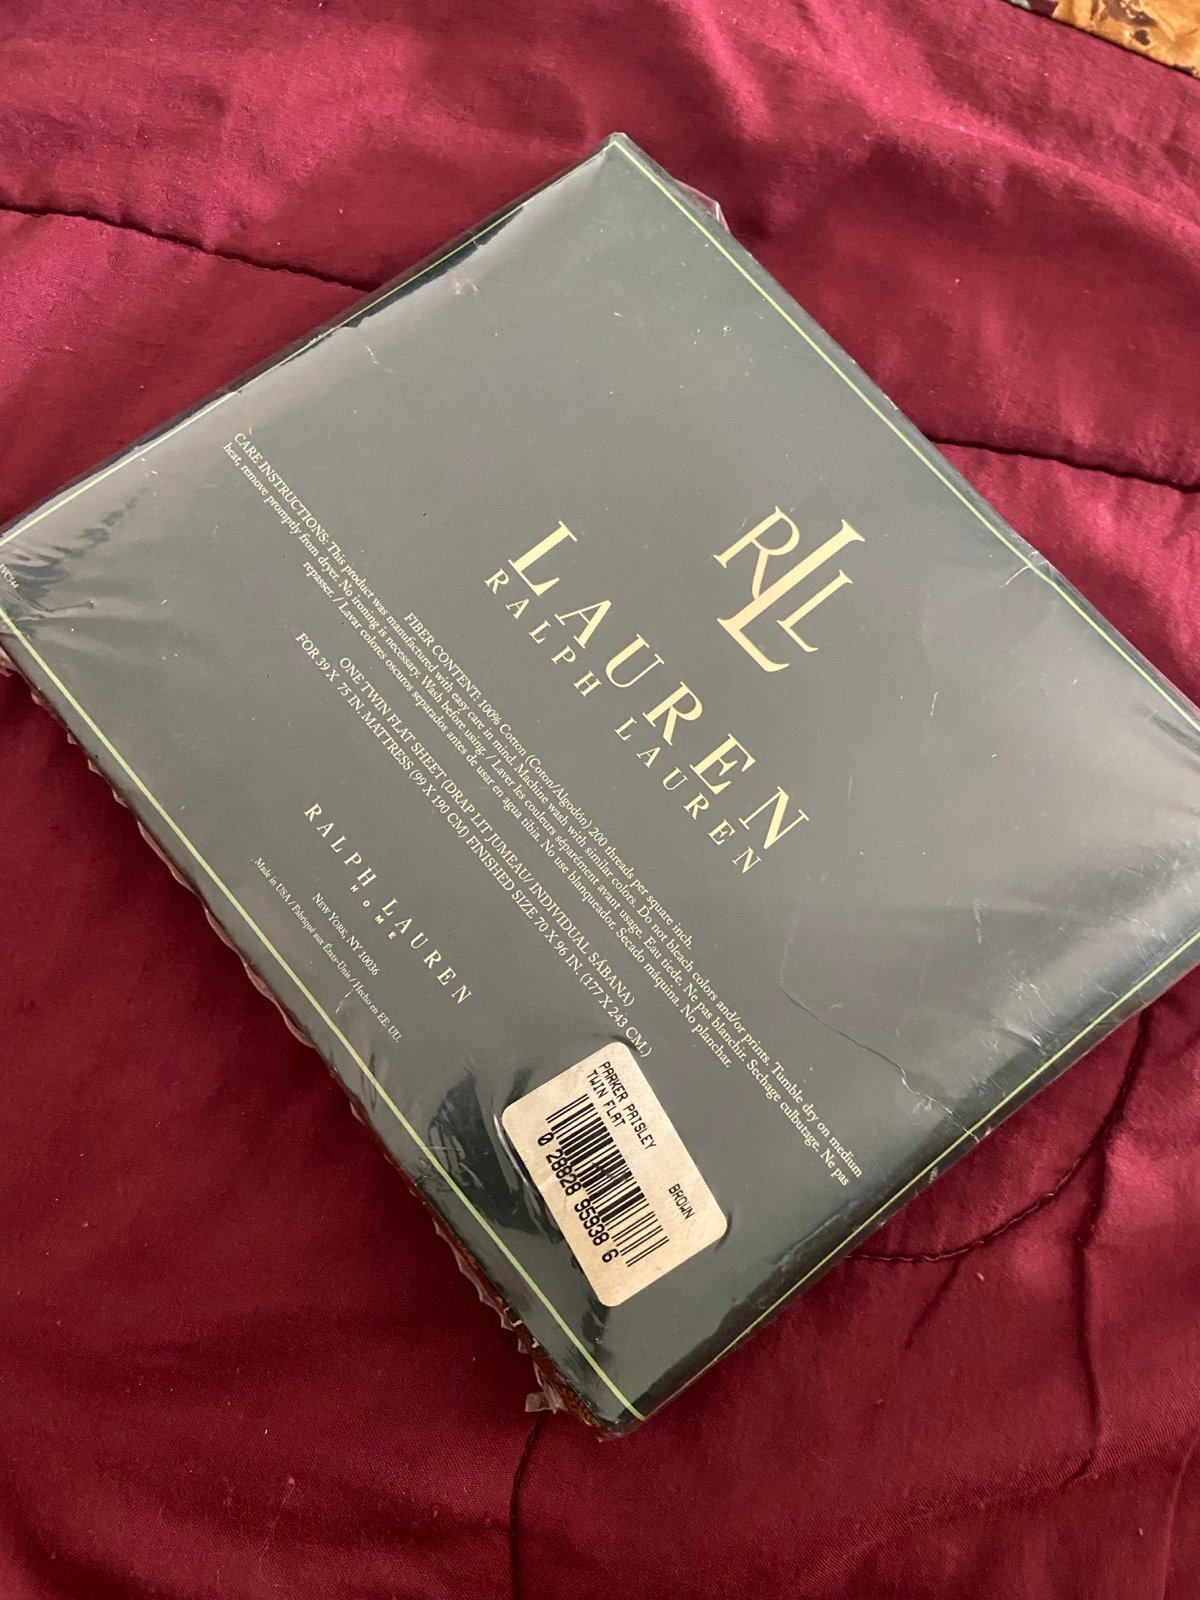 RLL
LAUREN
RALPH LAUREN
FIBER CONTENT: 100% Cotton (Coton/Algodón) 200 threads per square inch.
CARE INSTRUCTIONS: This product was manufactured with easy care in mind. Machine wash with similar colors. Do not bleach colors and/or prints. Tumble dry on medium
heat, remove promptly from dryer. No ironing is necessary. Wash before using. / Laver les couleurs séparément avant usage. Eau tiede. Ne pas blanchir. Sechage culbutage. Ne pas
repasser. / Lavar colores oscuros separados antes de usar en agua tibia. No use blanqueador. Secado máquina. No planchar.
ONE TWIN FLAT SHEET (DRAP LIT JUMEAU/ INDIVIDUAL SÁBANA)
FOR 39 X 75 IN. MATTRESS (99 X 190 CM) FINISHED SIZE 70 X 96 IN. (177 X 243 CM.)
RALPH LAUREN
HOME
NEW YORK, NY 10036
Made in USA / Fabriqué aux États-Unis / Hecho en EE. UU.
PARKER PAISLEY
TWIN FLAT
BROWN
0 28828 95938 6